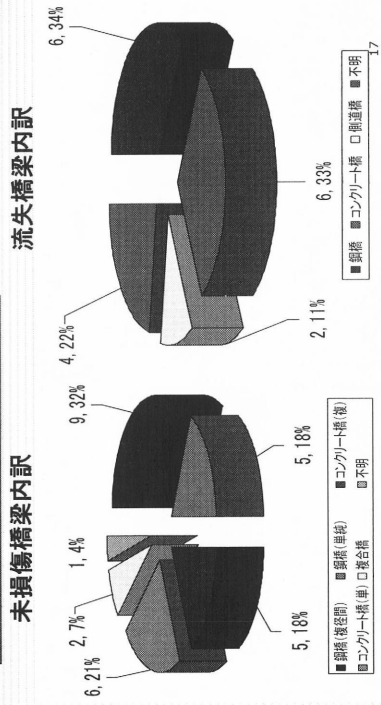 未損傷橋梁内訳
1, 4%
2, 7%
6, 21%
9, 32%
5, 18%
5, 18%
■ 鋼橋(複径間) ■ 鋼橋(単純) ■ コンクリート橋(複)
■ コンクリート橋(単) □ 複合橋 ■ 不明
流失橋梁内訳
4, 22%
6, 34%
2, 11%
6, 33%
■ 鋼橋 ■ コンクリート橋 □ 側道橋 ■ 不明
17